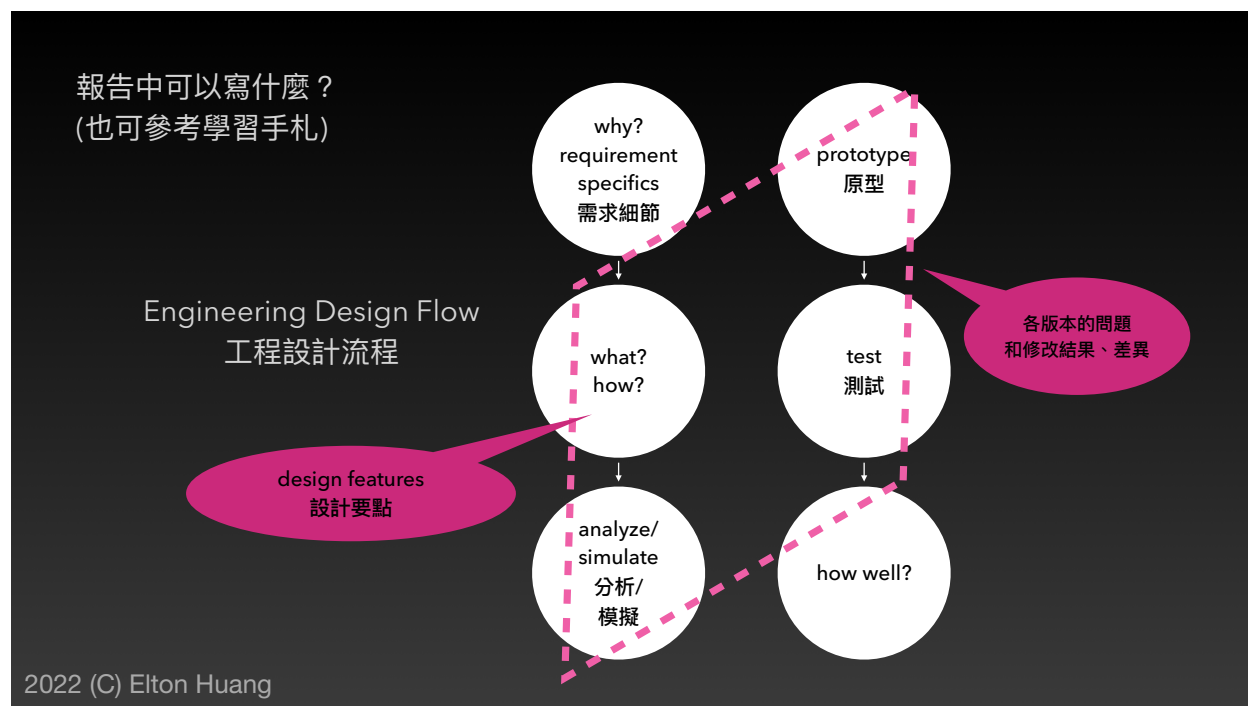 報告中可以寫什麼？
(也可參考學習手札)
Engineering Design Flow
工程設計流程
why?
requirement
specifics
需求細節
what?
how?
design features
設計要點
analyze/
simulate
分析/
模擬
prototype
原型
test
測試
how well?
各版本的問題
和修改結果、差異
2022 (C) Elton Huang